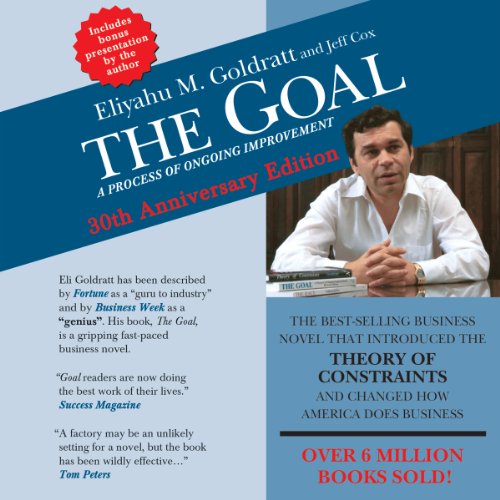 Includes
bonus
presentation
by the
author
Eliyahu M. Goldratt and Jeff Cox
THE GOAL
A PROCESS OF ONGOING IMPROVEMENT
30th Anniversary Edition
Eli Goldratt has been described
by Fortune as a “guru to industry”
and by Business Week as a
“genius”. His book, The Goal,
is a gripping fast-paced
business novel.
“Goal readers are now doing
the best work of their lives.”
Success Magazine
“A factory may be an unlikely
setting for a novel, but the book
has been wildly effective...”
Tom Peters
Theory of Constraints
THE GOAL
THE BEST-SELLING BUSINESS
NOVEL THAT INTRODUCED THE
THEORY OF
CONSTRAINTS
AND CHANGED HOW
AMERICA DOES BUSINESS
OVER 6 MILLION
BOOKS SOLD!